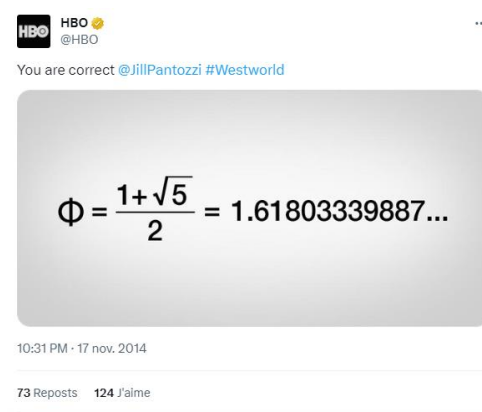 HBO
HBO
@HBO
You are correct @JillPantozzi #Westworld
Φ = 1+√5 / 2 = 1.61803339887...
10:31 PM · 17 nov. 2014
73 Reposts 124 J'aime